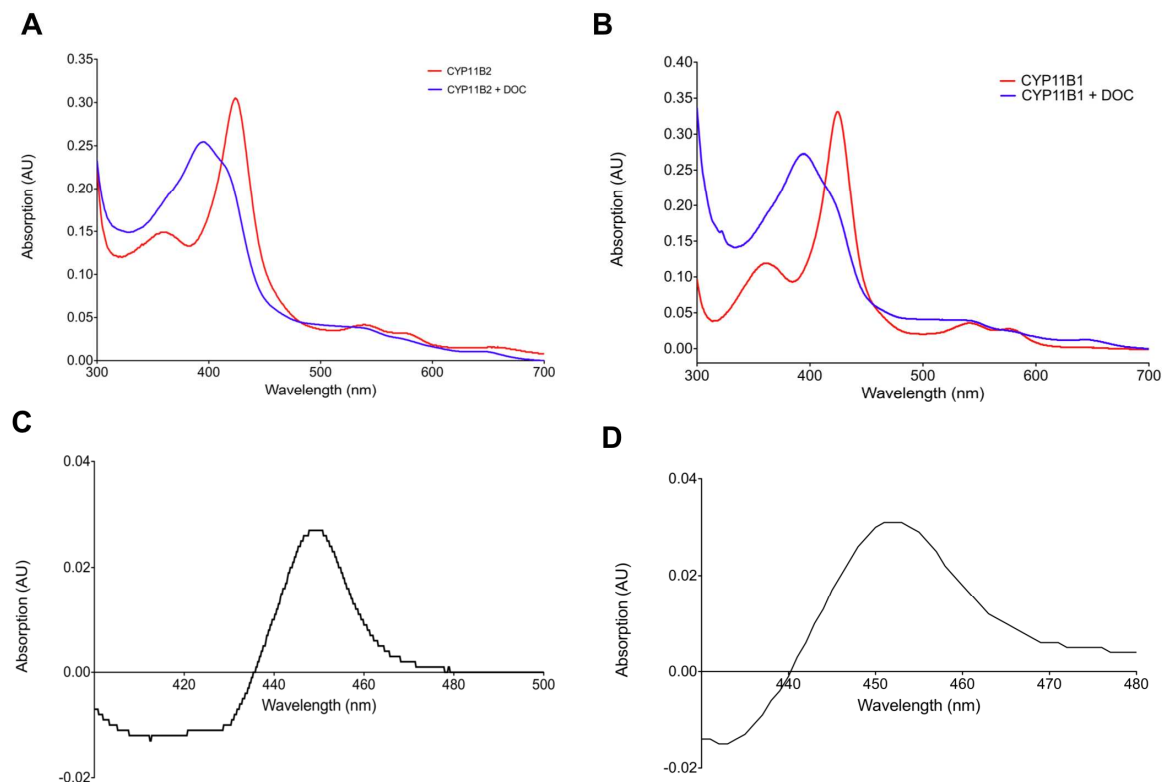 A
0.35
0.30
0.25
0.20
0.15
0.10
0.05
0.00
300
400
500
600
700
Absorption (AU)
Wavelength (nm)
CYP11B2
CYP11B2 + DOC
B
0.40
0.35
0.30
0.25
0.20
0.15
0.10
0.05
0.00
300
400
500
600
700
Absorption (AU)
Wavelength (nm)
CYP11B1
CYP11B1 + DOC
C
0.04
0.02
0.00
-0.02
420
440
460
480
500
Absorption (AU)
Wavelength (nm)
D
0.04
0.02
0.00
-0.02
440
450
460
470
480
Absorption (AU)
Wavelength (nm)